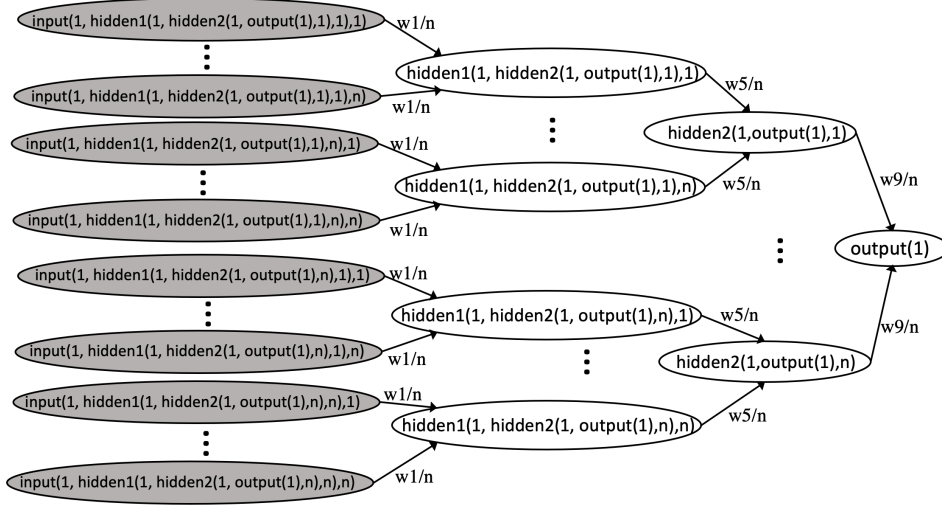 input(1, hidden1(1, hidden2(1, output(1),1),1),1)
w1/n
hidden1(1, hidden2(1, output(1),1),1)
w5/n
input(1, hidden1(1, hidden2(1, output(1),1),1),n)
w1/n
hidden2(1,output(1),1)
input(1, hidden1(1, hidden2(1, output(1),1),n),1)
w1/n
hidden1(1, hidden2(1, output(1),1),n)
w5/n
w9/n
input(1, hidden1(1, hidden2(1, output(1),1),n),n)
w1/n
output(1)
input(1, hidden1(1, hidden2(1, output(1),n),1),1)
w1/n
hidden1(1, hidden2(1, output(1),n),1)
w5/n
w9/n
input(1, hidden1(1, hidden2(1, output(1),n),1),n)
w1/n
hidden2(1,output(1),n)
input(1, hidden1(1, hidden2(1, output(1),n),n),1)
w1/n
hidden1(1, hidden2(1, output(1),n),n)
w5/n
input(1, hidden1(1, hidden2(1, output(1),n),n),n)
w1/n